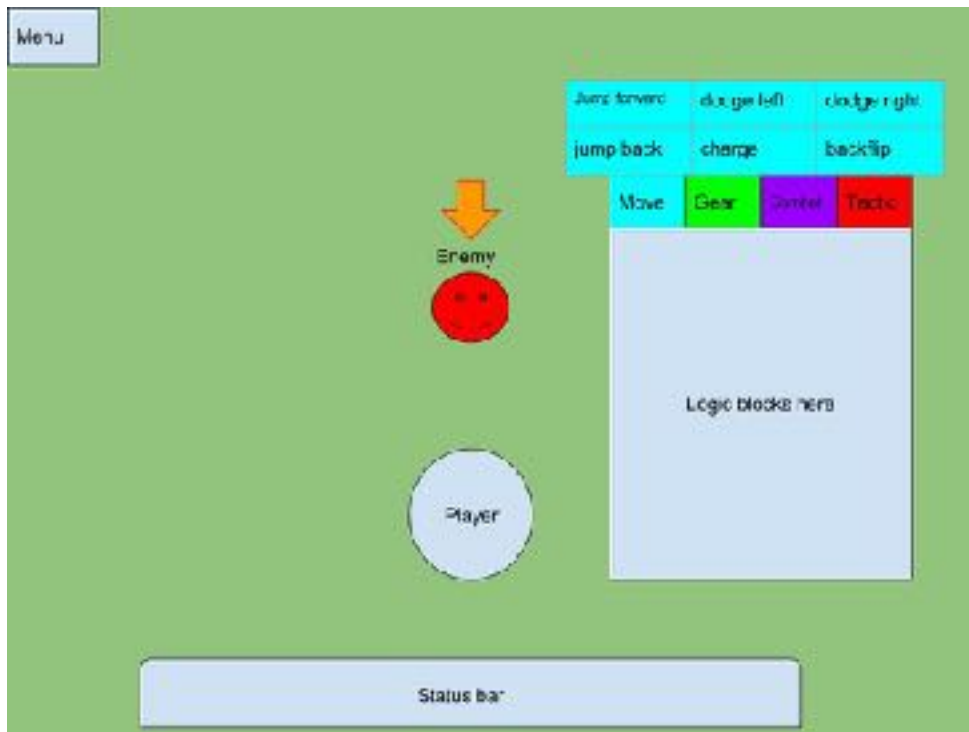 Menu
Jump forward dodge left dodge right
jump back charge backflip
Move Gear Combat Tactic
Enemy
Logic blocks here
Player
Status bar